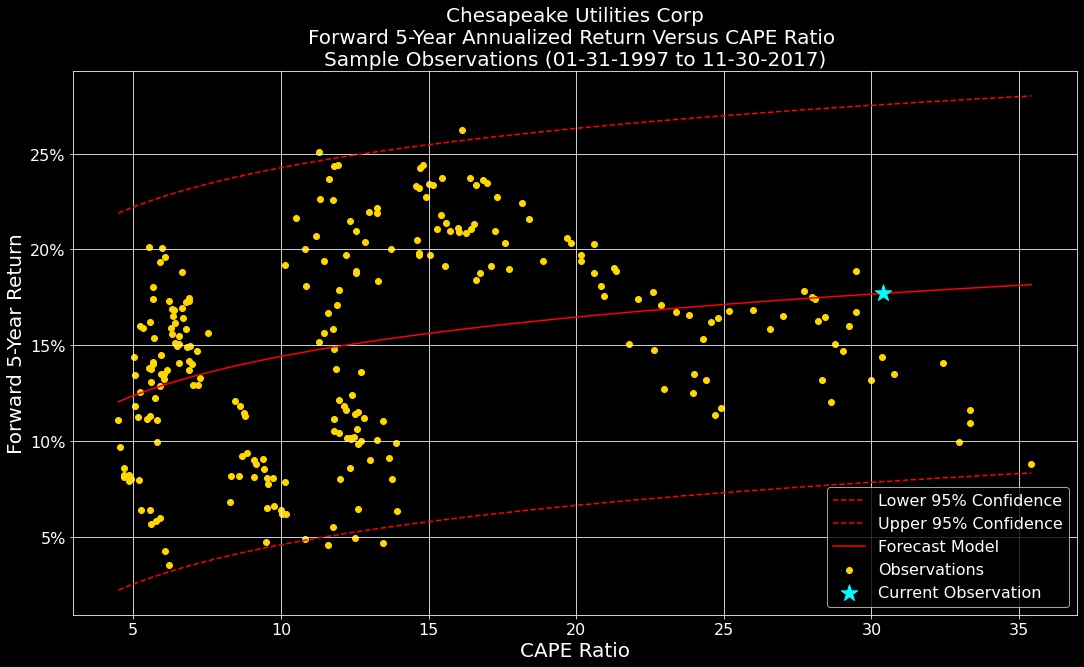 Chesapeake Utilities Corp
Forward 5-Year Annualized Return Versus CAPE Ratio
Sample Observations (01-31-1997 to 11-30-2017)
Forward 5-Year Return
25%
20%
15%
10%
5%
Lower 95% Confidence
Upper 95% Confidence
Forecast Model
Observations
Current Observation
5
10
15
20
25
30
35
CAPE Ratio